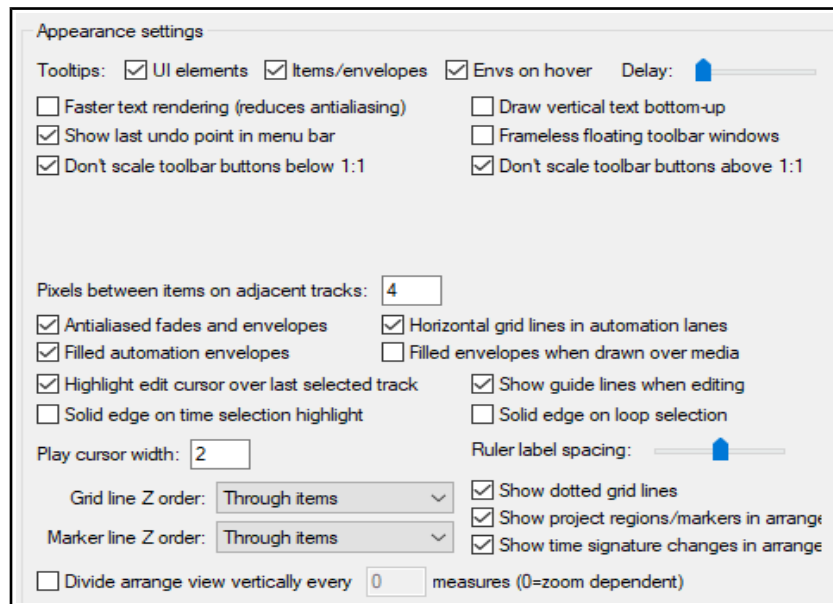 Appearance settings
Tooltips: UI elements Items/envelopes Envs on hover Delay:
Faster text rendering (reduces antialiasing) Draw vertical text bottom-up
Show last undo point in menu bar Frameless floating toolbar windows
Don't scale toolbar buttons below 1:1 Don't scale toolbar buttons above 1:1
Pixels between items on adjacent tracks: 4
Antialiased fades and envelopes Horizontal grid lines in automation lanes
Filled automation envelopes Filled envelopes when drawn over media
Highlight edit cursor over last selected track Show guide lines when editing
Solid edge on time selection highlight Solid edge on loop selection
Play cursor width: 2 Ruler label spacing:
Grid line Z order: Through items Show dotted grid lines
Show project regions/markers in arrange
Marker line Z order: Through items Show time signature changes in arrange
Divide arrange view vertically every 0 measures (0=zoom dependent)